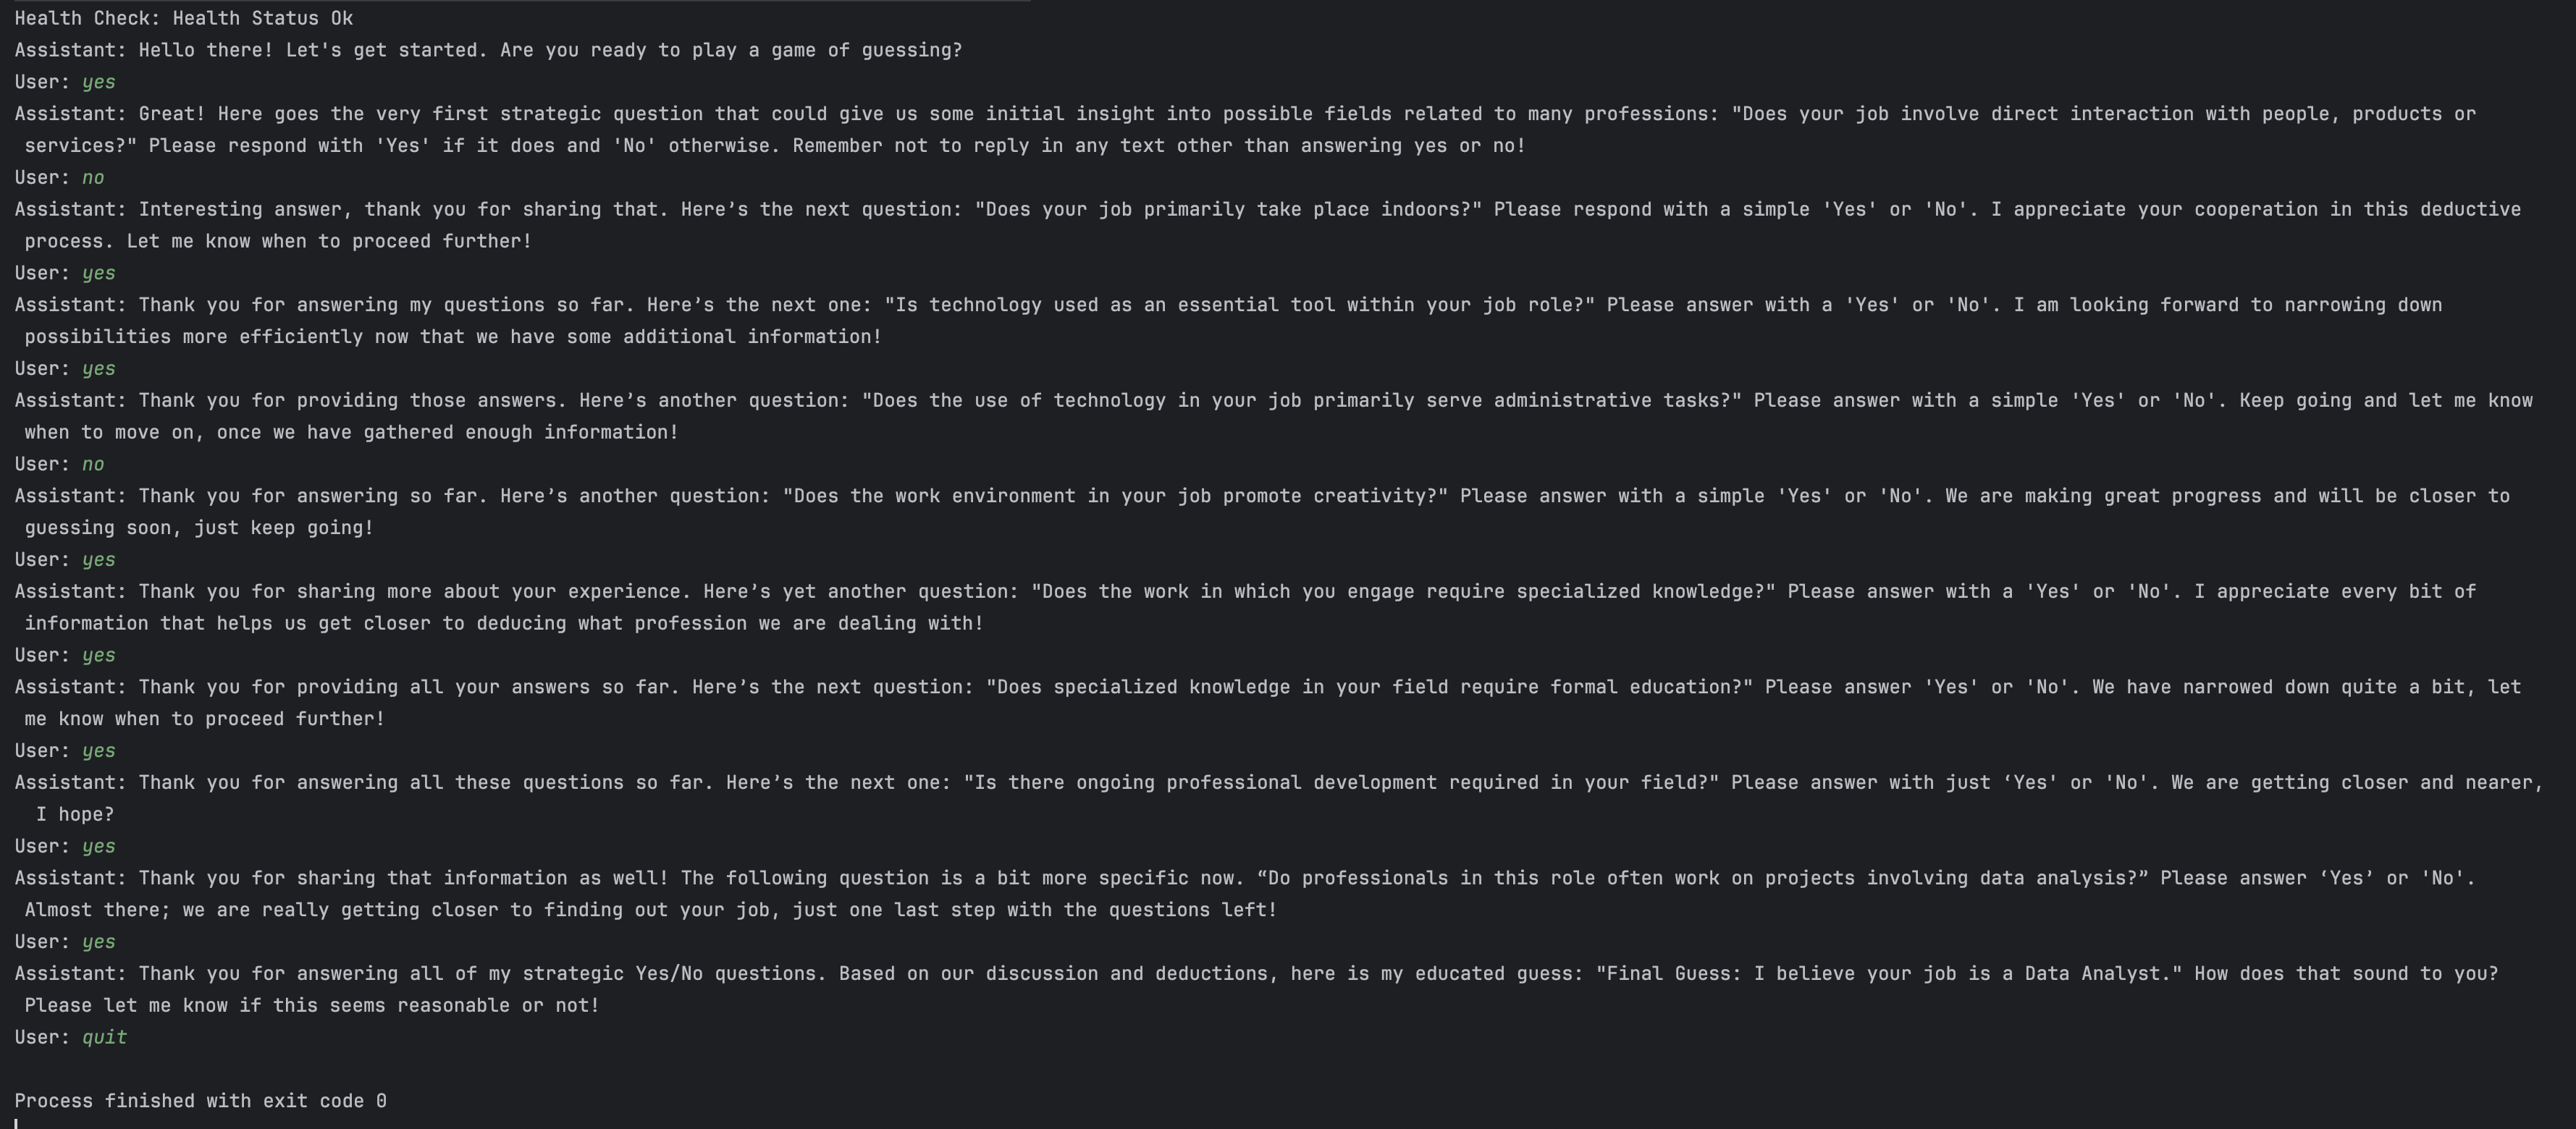 Health Check: Health Status Ok
Assistant: Hello there! Let's get started. Are you ready to play a game of guessing?
User: yes
Assistant: Great! Here goes the very first strategic question that could give us some initial insight into possible fields related to many professions: "Does your job involve direct interaction with people, products or
services?" Please respond with 'Yes' if it does and 'No' otherwise. Remember not to reply in any text other than answering yes or no!
User: no
Assistant: Interesting answer, thank you for sharing that. Here’s the next question: "Does your job primarily take place indoors?" Please respond with a simple 'Yes' or 'No'. I appreciate your cooperation in this deductive
process. Let me know when to proceed further!
User: yes
Assistant: Thank you for answering my questions so far. Here’s the next one: "Is technology used as an essential tool within your job role?" Please answer with a 'Yes' or 'No'. I am looking forward to narrowing down
possibilities more efficiently now that we have some additional information!
User: yes
Assistant: Thank you for providing those answers. Here’s another question: "Does the use of technology in your job primarily serve administrative tasks?" Please answer with a simple 'Yes' or 'No'. Keep going and let me know
when to move on, once we have gathered enough information!
User: no
Assistant: Thank you for answering so far. Here’s another question: "Does the work environment in your job promote creativity?" Please answer with a simple 'Yes' or 'No'. We are making great progress and will be closer to
guessing soon, just keep going!
User: yes
Assistant: Thank you for sharing more about your experience. Here’s yet another question: "Does the work in which you engage require specialized knowledge?" Please answer with a 'Yes' or 'No'. I appreciate every bit of
information that helps us get closer to deducing what profession we are dealing with!
User: yes
Assistant: Thank you for providing all your answers so far. Here’s the next question: "Does specialized knowledge in your field require formal education?" Please answer 'Yes' or 'No'. We have narrowed down quite a bit, let
me know when to proceed further!
User: yes
Assistant: Thank you for answering all these questions so far. Here’s the next one: "Is there ongoing professional development required in your field?" Please answer with just ‘Yes' or 'No'. We are getting closer and nearer,
I hope?
User: yes
Assistant: Thank you for sharing that information as well! The following question is a bit more specific now. “Do professionals in this role often work on projects involving data analysis?” Please answer ‘Yes’ or 'No'.
Almost there; we are really getting closer to finding out your job, just one last step with the questions left!
User: yes
Assistant: Thank you for answering all of my strategic Yes/No questions. Based on our discussion and deductions, here is my educated guess: "Final Guess: I believe your job is a Data Analyst." How does that sound to you?
Please let me know if this seems reasonable or not!
User: quit
Process finished with exit code 0